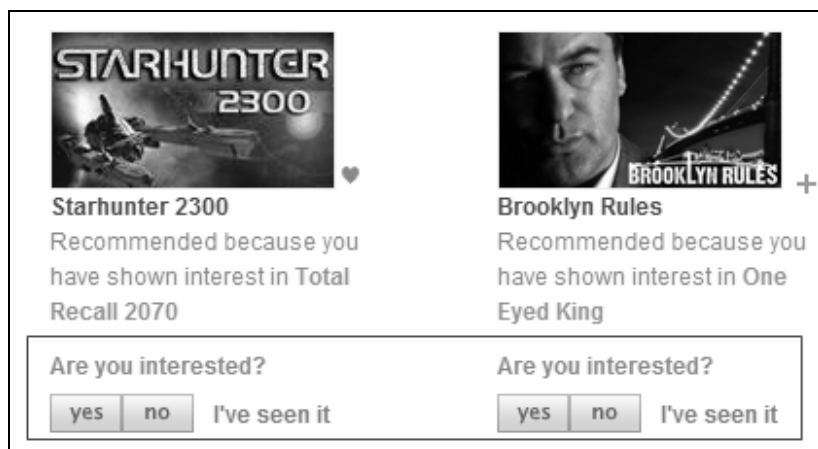 STARHUNTER
2300
BROOKLYN RULES
Starhunter 2300
Recommended because you
have shown interest in Total
Recall 2070
Brooklyn Rules
Recommended because you
have shown interest in One
Eyed King
Are you interested?
yes no I've seen it
Are you interested?
yes no I've seen it